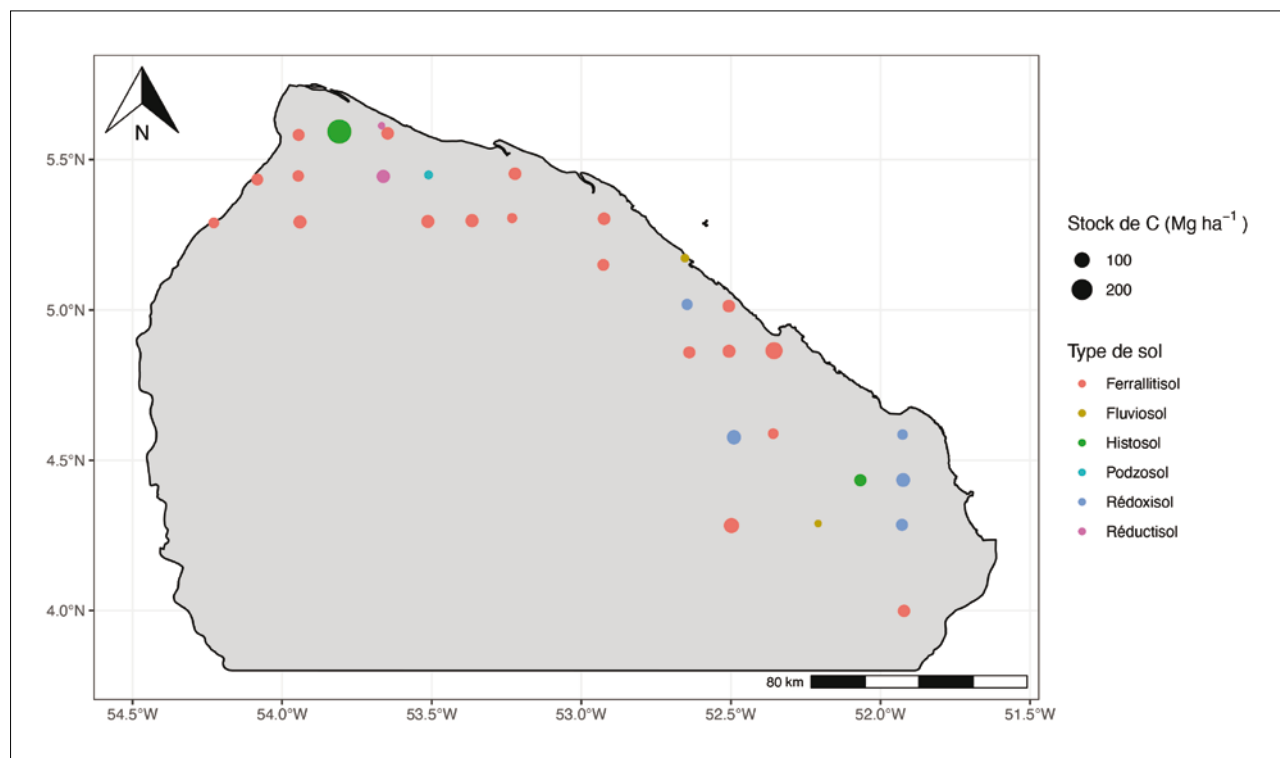 N
5.5°N
5.0°N
4.5°N
4.0°N
80 km
54.5°W 54.0°W 53.5°W 53.0°W 52.5°W 52.0°W 51.5°W
Stock de C (Mg ha⁻¹ )
100
200
Type de sol
Ferrallitisol
Fluviosol
Histosol
Podzosol
Rédoxisol
Réductisol